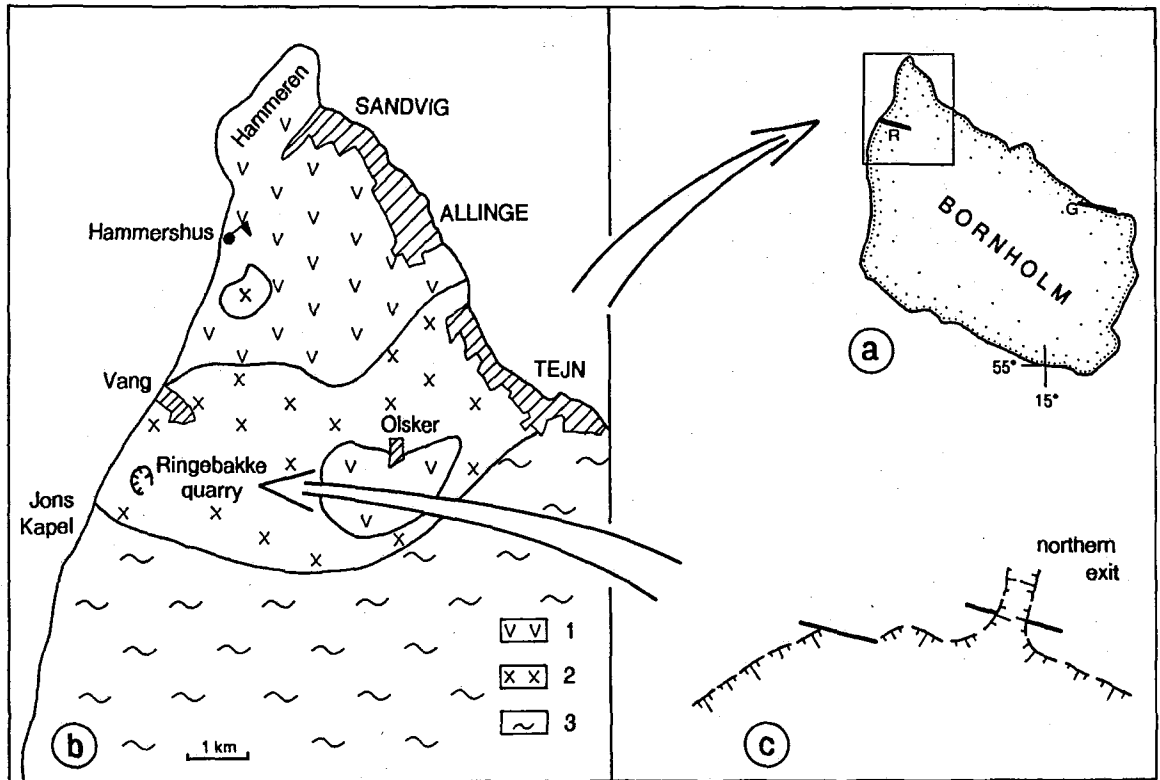 Hammeren
SANDVIG
ALLINGE
Hammershus
Vang
TEJN
Olsker
Ringebakke
quarry
Jons
Kapel
v v 1
x x 2
~ 3
b
1 km
R
G
BORNHOLM
a
55°
15°
northern
exit
c